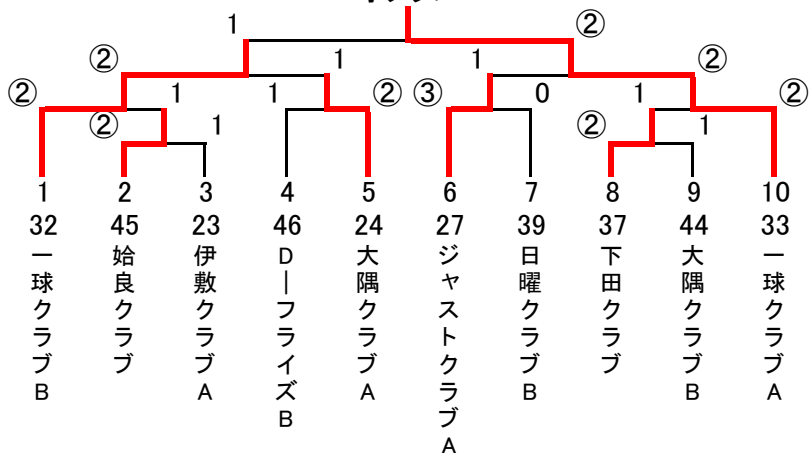 1 ②
② 1 1 ②
② 1 1 ② ③ 0 1 ②
② 1 ② 1
1 2 3 4 5 6 7 8 9 10
32 45 23 46 24 27 39 37 44 33
一球クラブB
姶良クラブ
伊敷クラブA
D―フライズB
大隅クラブA
ジャストクラブA
日曜クラブB
下田クラブ
大隅クラブB
一球クラブA